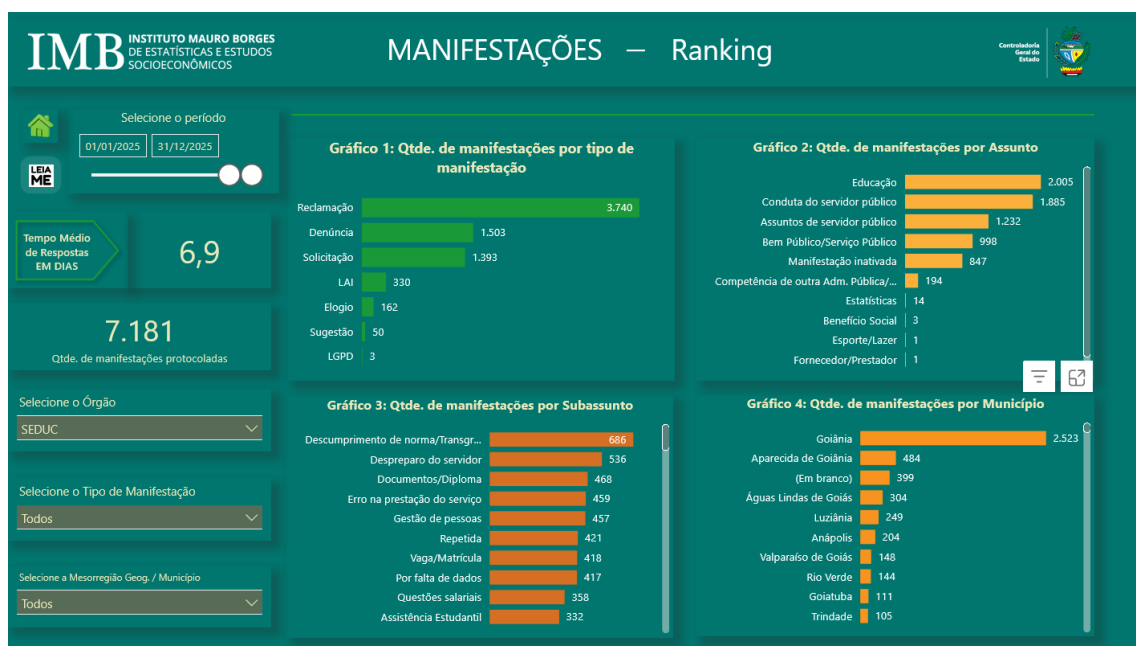 IMB INSTITUTO MAURO BORGES
DE ESTATÍSTICAS E ESTUDOS
SOCIOECONÔMICOS
MANIFESTAÇÕES — Ranking
Controladoria
Geral do
Estado
Selecione o período
01/01/2025 31/12/2025
LEIA
ME
Tempo Médio
de Respostas
EM DIAS
6,9
7.181
Qtde. de manifestações protocoladas
Selecione o Órgão
SEDUC
Selecione o Tipo de Manifestação
Todos
Selecione a Mesorregião Geog. / Município
Todos
Gráfico 1: Qtde. de manifestações por tipo de
manifestação
Reclamação 3.740
Denúncia 1.503
Solicitação 1.393
LAI 330
Elogio 162
Sugestão 50
LGPD 3
Gráfico 2: Qtde. de manifestações por Assunto
Educação 2.005
Conduta do servidor público 1.885
Assuntos de servidor público 1.232
Bem Público/Serviço Público 998
Manifestação inativada 847
Competência de outra Adm. Pública/... 194
Estatísticas 14
Benefício Social 3
Esporte/Lazer 1
Fornecedor/Prestador 1
Gráfico 3: Qtde. de manifestações por Subassunto
Descumprimento de norma/Transgr... 686
Despreparo do servidor 536
Documentos/Diploma 468
Erro na prestação do serviço 459
Gestão de pessoas 457
Repetida 421
Vaga/Matrícula 418
Por falta de dados 417
Questões salariais 358
Assistência Estudantil 332
Gráfico 4: Qtde. de manifestações por Município
Goiânia 2.523
Aparecida de Goiânia 484
(Em branco) 399
Águas Lindas de Goiás 304
Luziânia 249
Anápolis 204
Valparaíso de Goiás 148
Rio Verde 144
Goiatuba 111
Trindade 105